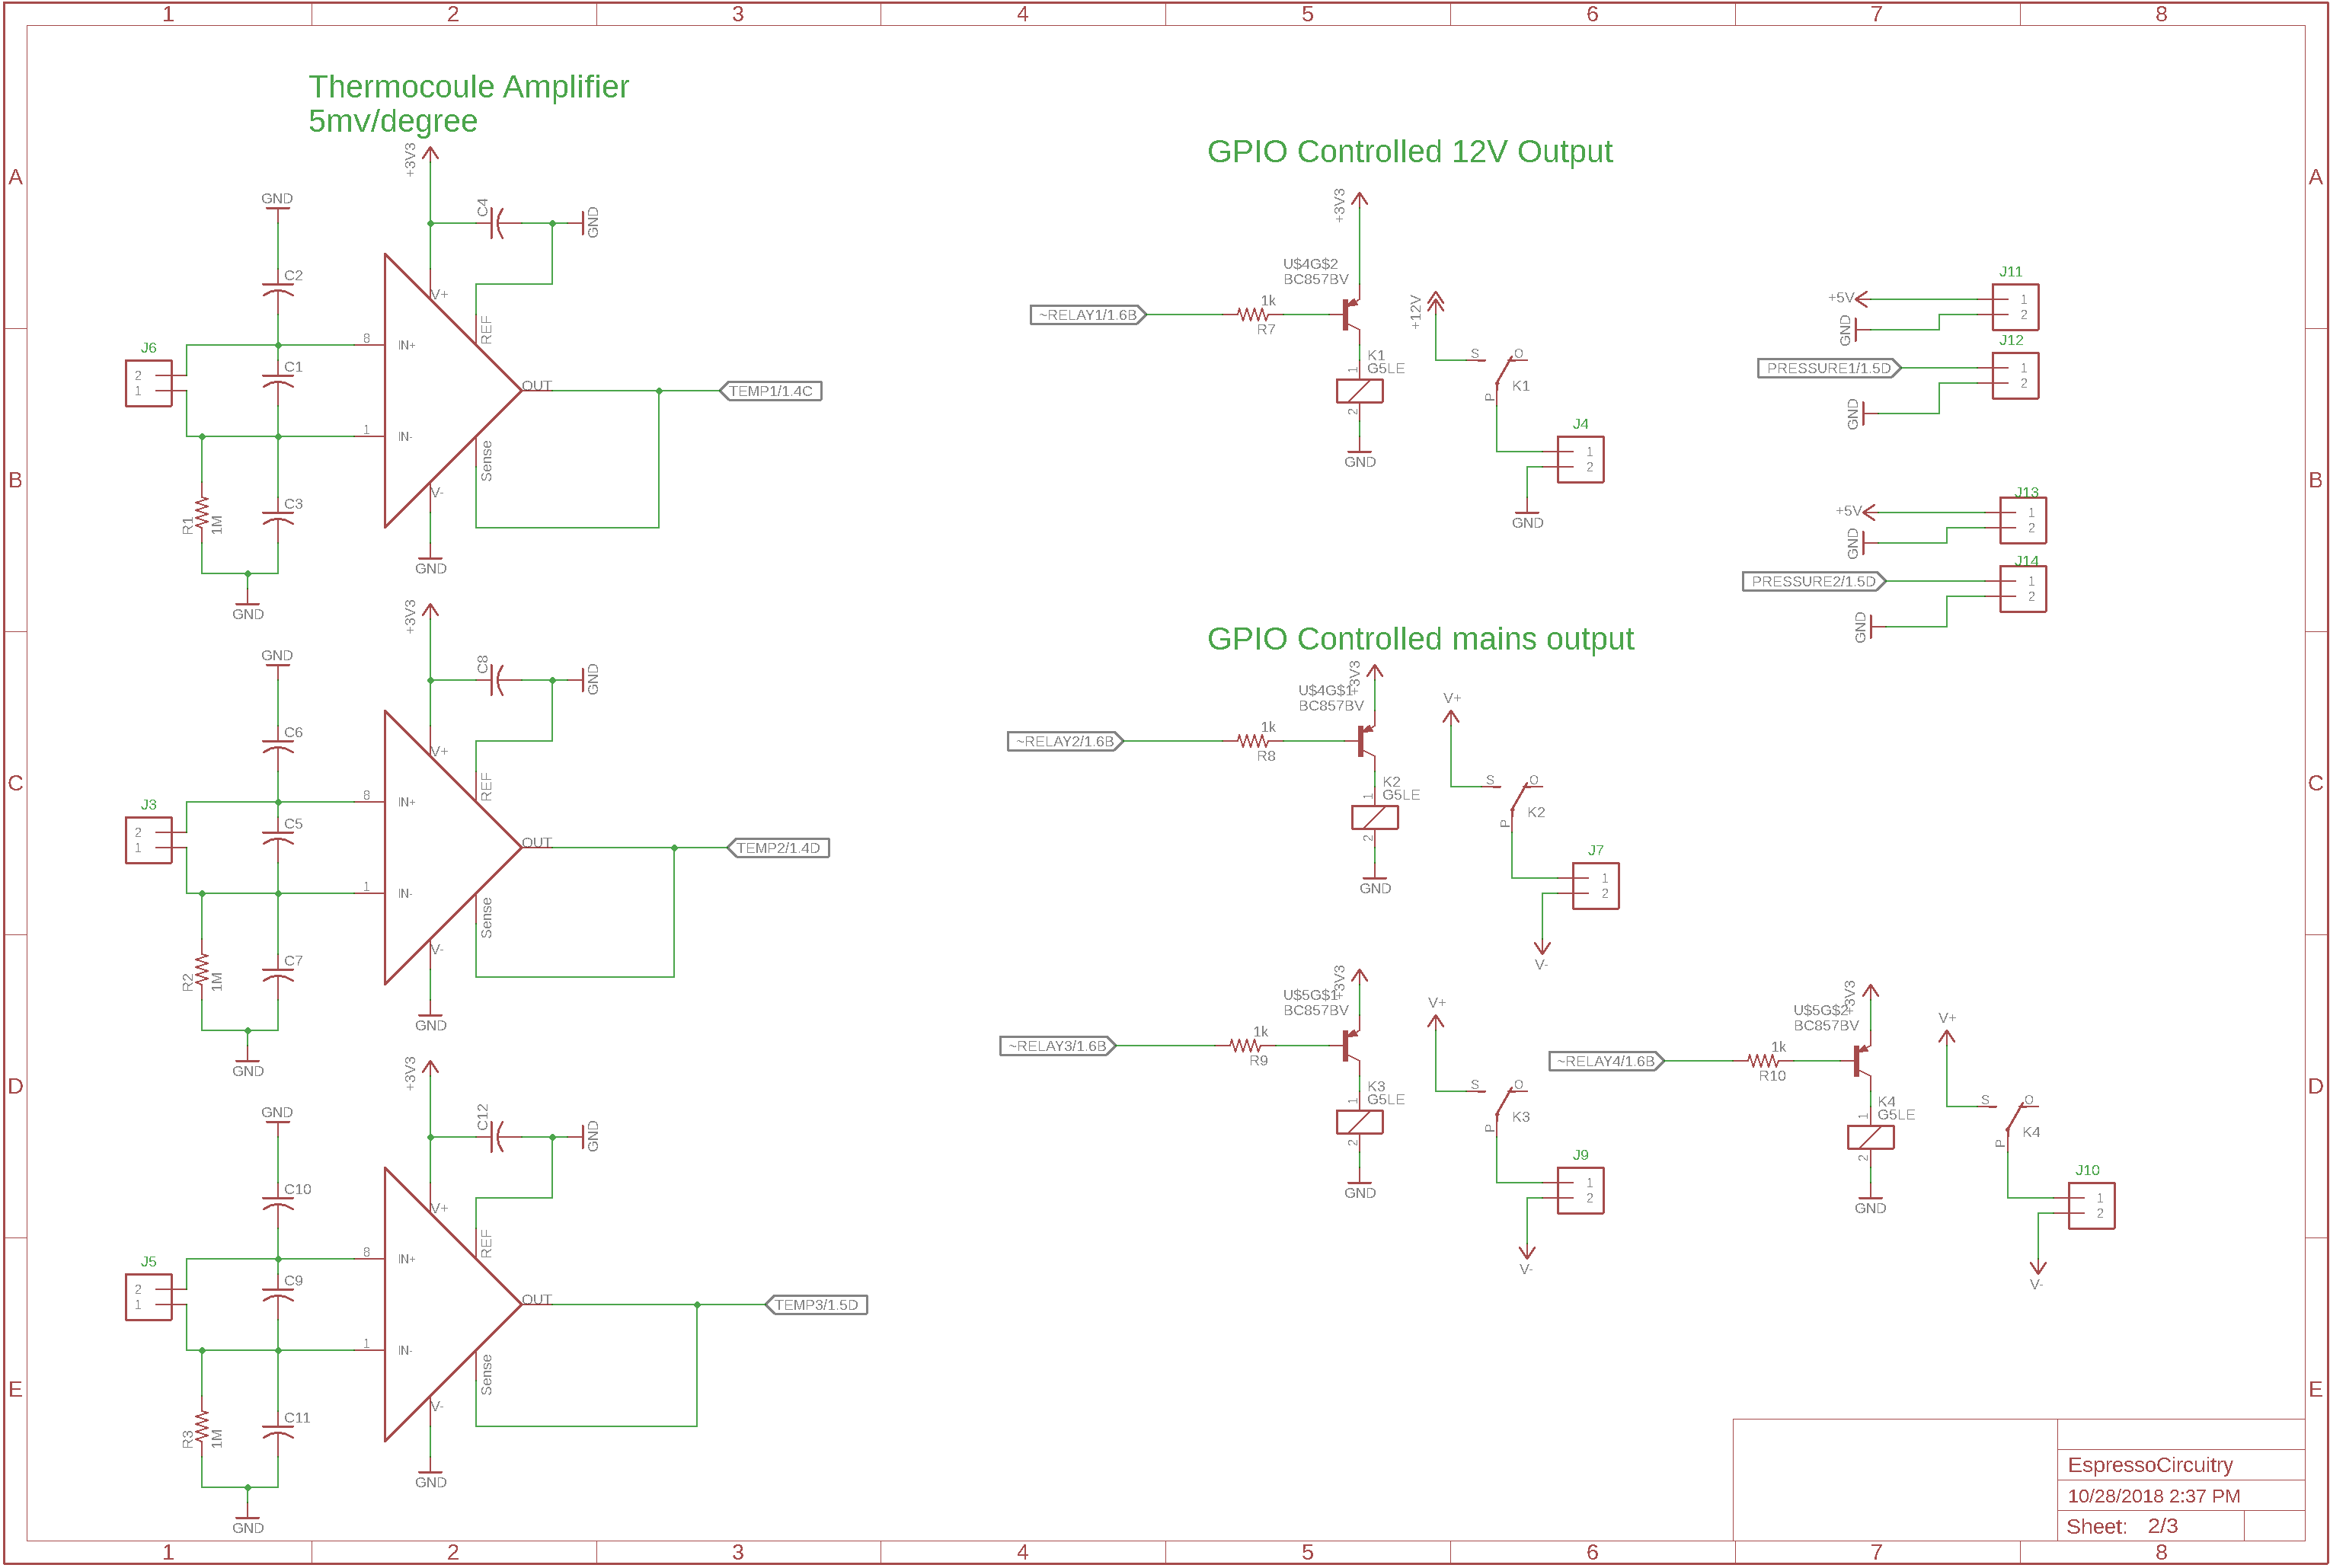 1 2 3 4 5 6 7 8
A
B
C
D
E
A
B
C
D
E
Thermocoule Amplifier
5mv/degree
+3V3
C4
GND
GND
C2
V+
REF
8 IN+
J6
2
1
C1
OUT
TEMP1/1.4C
1 IN-
Sense
V-
R1
1M
C3
GND
GND
+3V3
C8
GND
GND
C6
V+
REF
8 IN+
J3
2
1
C5
OUT
TEMP2/1.4D
1 IN-
Sense
V-
R2
1M
C7
GND
GND
+3V3
C12
GND
GND
C10
V+
REF
8 IN+
J5
2
1
C9
OUT
TEMP3/1.5D
1 IN-
Sense
V-
R3
1M
C11
GND
GND
GPIO Controlled 12V Output
+3V3
U$4G$2
BC857BV
~RELAY1/1.6B
1k
R7
+12V
K1
G5LE
1
2
GND
S
O
P
K1
J4
1
2
GND
J11
+5V
1
2
GND
J12
PRESSURE1/1.5D
1
2
GND
J13
+5V
1
2
GND
J14
PRESSURE2/1.5D
1
2
GND
GPIO Controlled mains output
+3V3
U$4G$1
BC857BV
~RELAY2/1.6B
1k
R8
K2
G5LE
1
2
GND
V+
S
O
P
K2
J7
1
2
V-
+3V3
U$5G$1
BC857BV
~RELAY3/1.6B
1k
R9
K3
G5LE
1
2
GND
V+
S
O
P
K3
J9
1
2
V-
+3V3
U$5G$2
BC857BV
~RELAY4/1.6B
1k
R10
K4
G5LE
1
2
GND
V+
S
O
P
K4
J10
1
2
V-
EspressoCircuitry
10/28/2018 2:37 PM
Sheet: 2/3
1 2 3 4 5 6 7 8